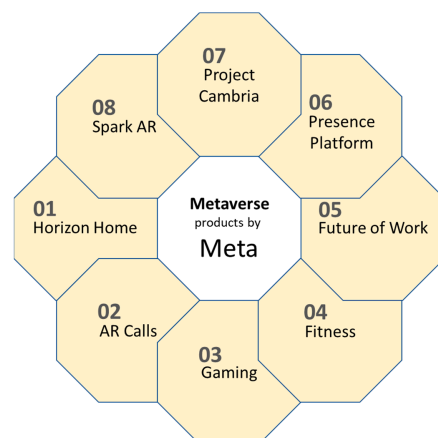 07
Project
Cambria
08
Spark AR
06
Presence
Platform
01
Horizon Home
Metaverse
products by
Meta
05
Future of Work
02
AR Calls
04
Fitness
03
Gaming